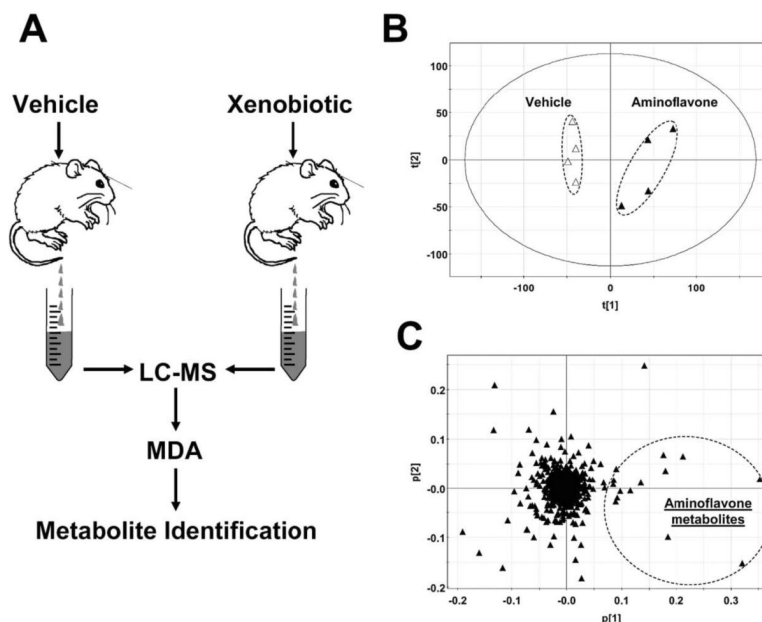 A
Vehicle
Xenobiotic
LC-MS
MDA
Metabolite Identification
B
Vehicle
Aminoflavone
100
50
0
-50
-100
t[2]
-100
0
100
t[1]
C
0.2
0.1
-0.0
-0.1
-0.2
p[2]
Aminoflavone
metabolites
-0.2
-0.1
-0.0
0.1
0.2
0.3
p[1]